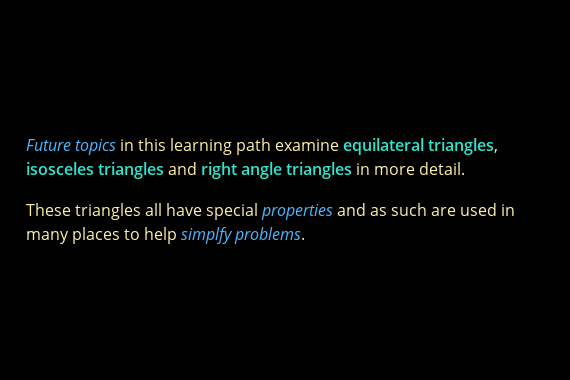 Future topics in this learning path examine equilateral triangles,
isosceles triangles and right angle triangles in more detail.
These triangles all have special properties and as such are used in
many places to help simplfy problems.